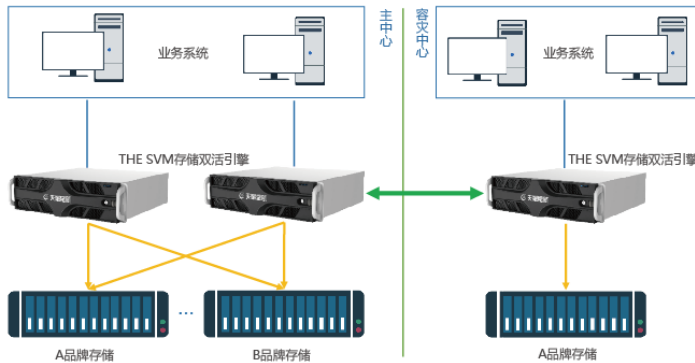 业务系统
主中心
容灾中心
业务系统
THE SVM存储双活引擎
THE SVM存储双活引擎
...
A品牌存储
B品牌存储
A品牌存储